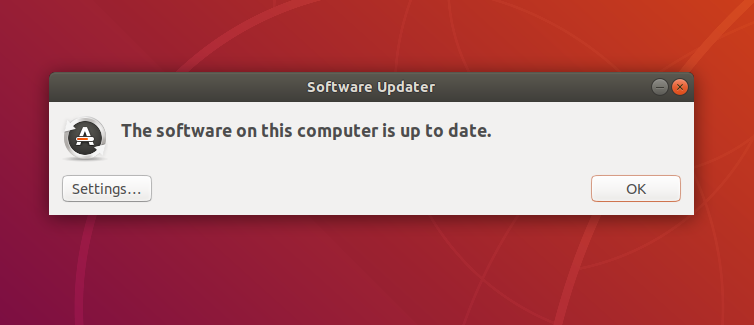 Software Updater
The software on this computer is up to date.
Settings...
OK